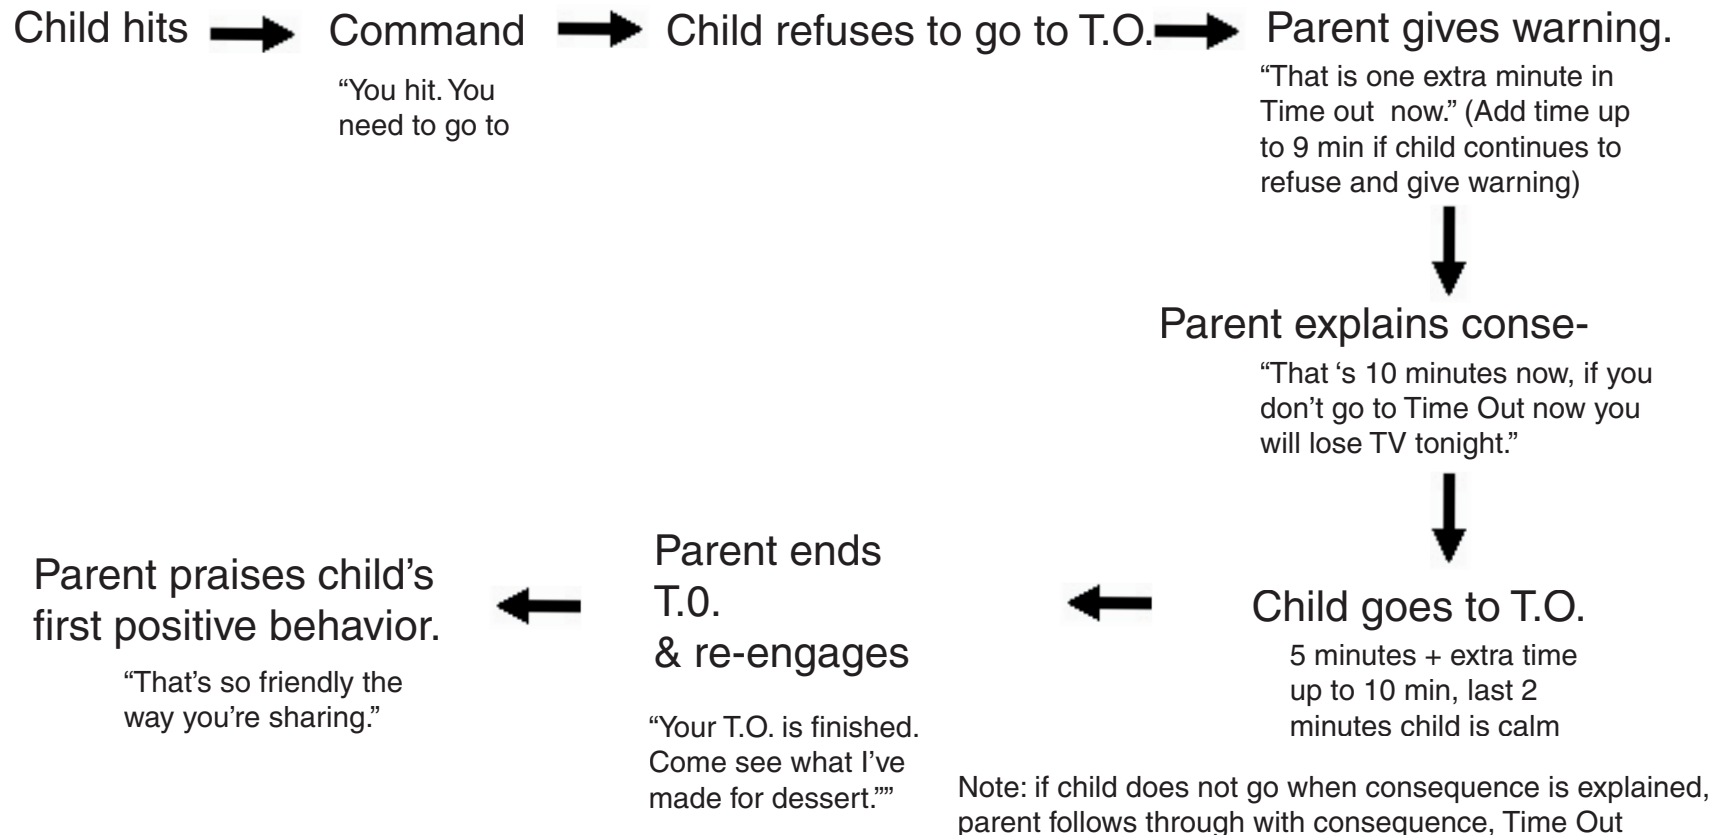 Child hits
Command
“You hit. You
need to go to
Child refuses to go to T.O.
Parent gives warning.
“That is one extra minute in
Time out  now.” (Add time up
to 9 min if child continues to
refuse and give warning)
Parent explains conse-
“That ‘s 10 minutes now, if you
don’t go to Time Out now you
will lose TV tonight.”
Child goes to T.O.
5 minutes + extra time
up to 10 min, last 2
minutes child is calm
Note: if child does not go when consequence is explained,
parent follows through with consequence, Time Out
Parent ends
T.0.
& re-engages
“Your T.O. is finished.
Come see what I’ve
made for dessert.””
Parent praises child’s
first positive behavior.
“That’s so friendly the
way you’re sharing.”